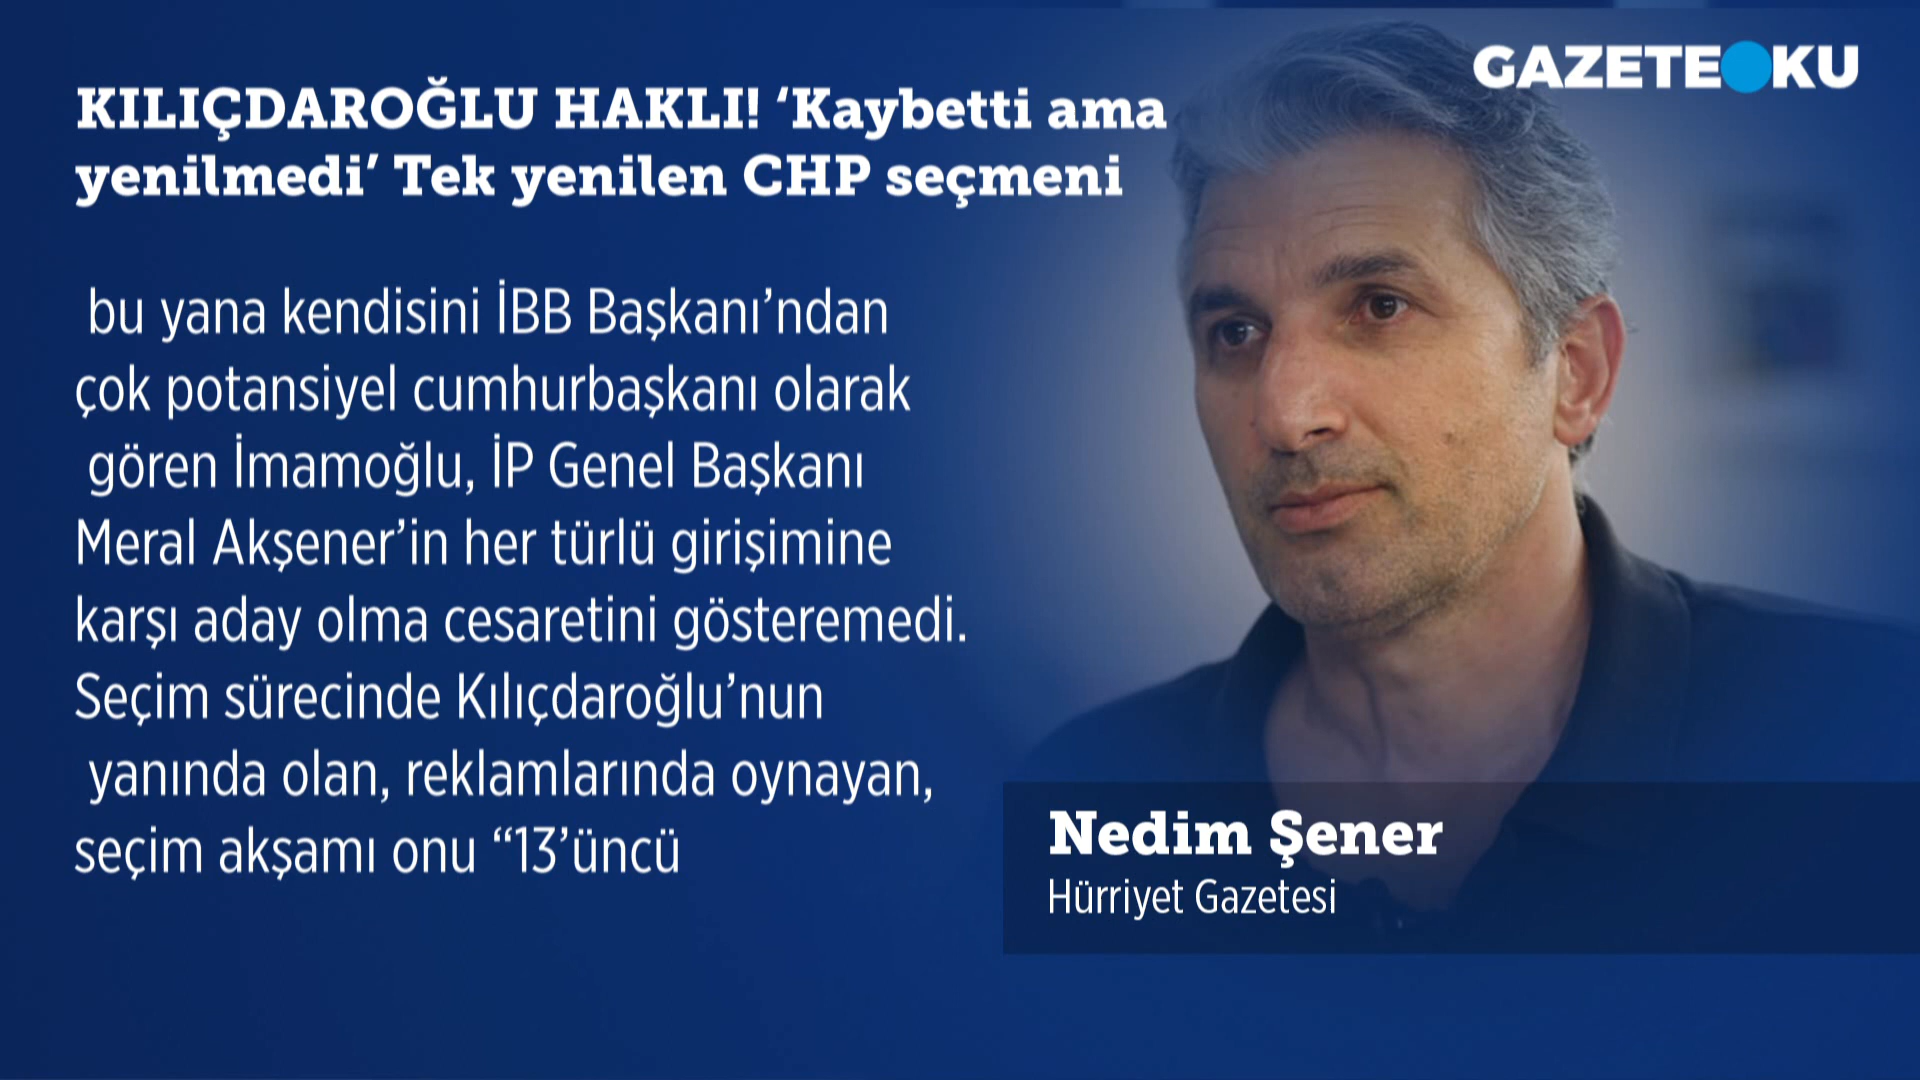 GAZETE KU
KILIÇDAROĞLU HAKLI! ‘Kaybetti ama
yenilmedi’ Tek yenilen CHP seçmeni
bu yana kendisini İBB Başkanı’ndan
çok potansiyel cumhurbaşkanı olarak
gören İmamoğlu, İP Genel Başkanı
Meral Akşener’in her türlü girişimine
karşı aday olma cesaretini gösteremedi.
Seçim sürecinde Kılıçdaroğlu’nun
yanında olan, reklamlarında oynayan,
seçim akşamı onu “13’üncü
Nedim Şener
Hürriyet Gazetesi